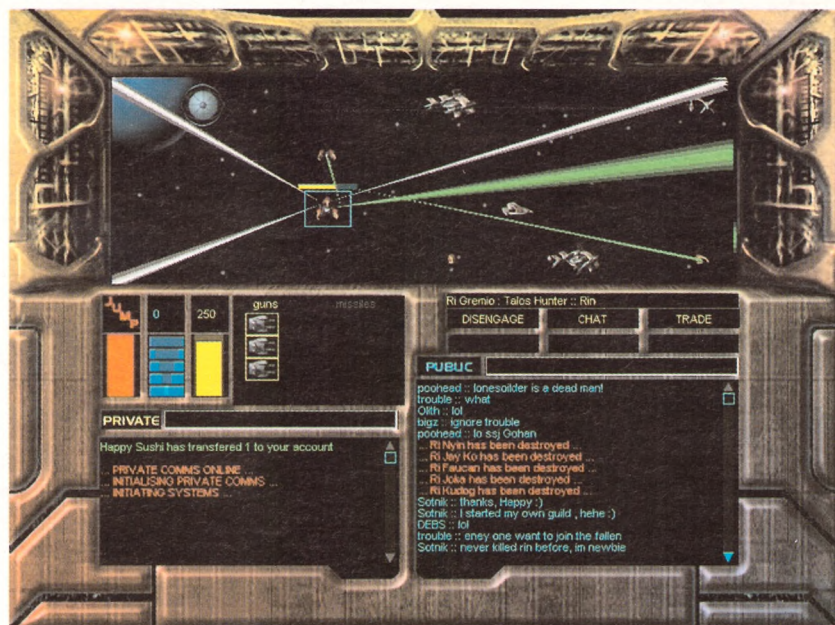 JUMP
0
250
guns
missiles
Ri Gremio : Talos Hunter :: Rin
DISENGAGE
CHAT
TRADE
PRIVATE
Happy Sushi has transfered 1 to your account
... PRIVATE COMMS ONLINE ...
... INITIALISING PRIVATE COMMS ...
... INITIATING SYSTEMS ...
PUBLIC
poohead :: lonesoilder is a dead man!
trouble :: what
Olith :: lol
bigz :: ignore trouble
poohead :: lo ssj Gohan
... Ri Nyin has been destroyed ...
... Ri Jay Ko has been destroyed ...
... Ri Faucan has been destroyed ...
... Ri Joka has been destroyed ...
... Ri Kudog has been destroyed ...
Sotnik :: thanks, Happy :)
Sotnik :: I started my own guild , hehe :)
DEBS :: lol
trouble :: eney one want to join the fallen
Sotnik :: never killed rin before, im newbie